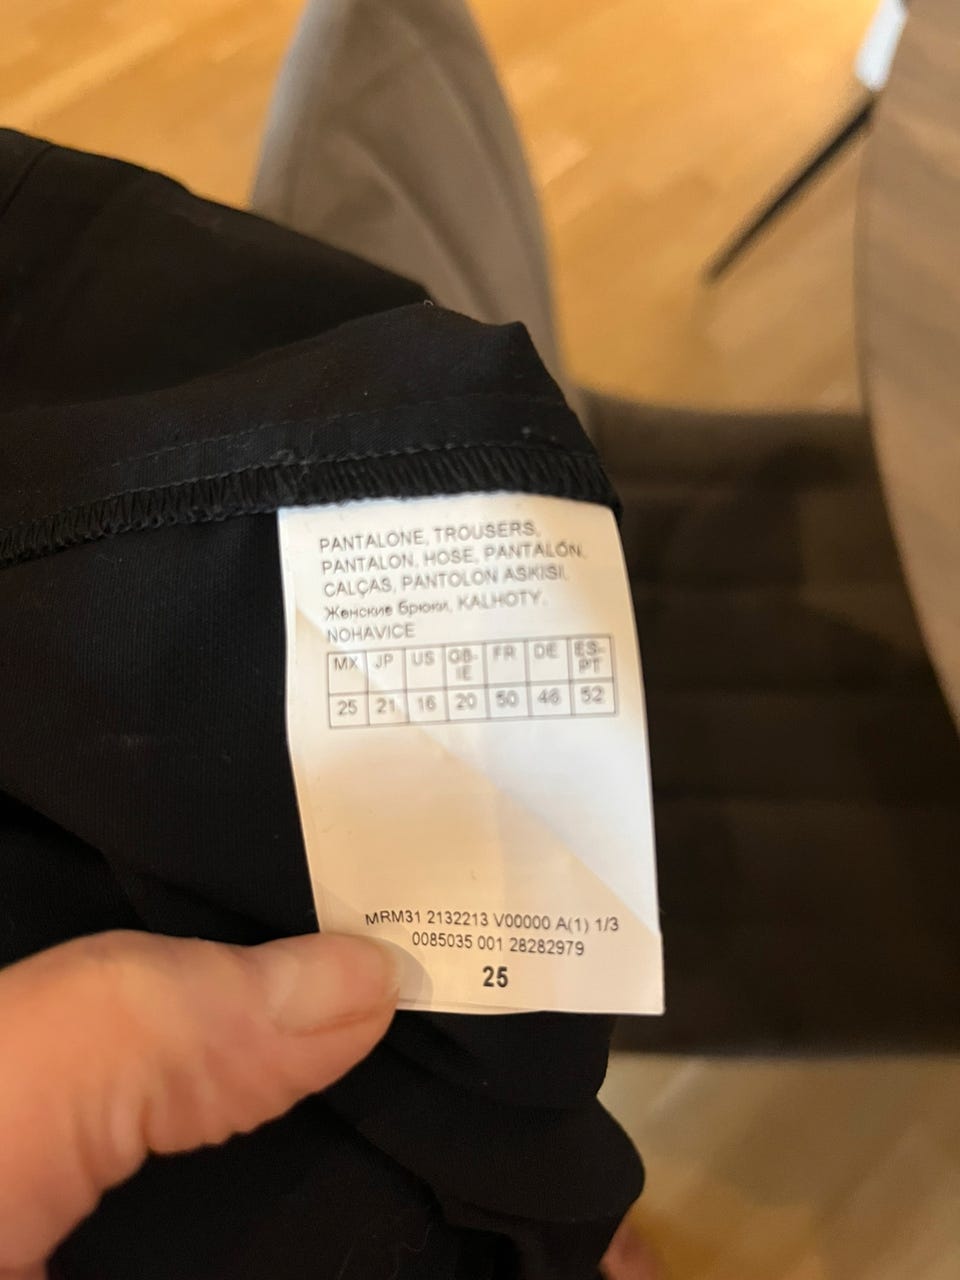 PANTALONE, TROUSERS,
PANTALON, HOSE, PANTALÓN,
CALÇAS, PANTOLON ASKISI,
Женские брюки, KALHOTY,
NOHAVICE
MX JP US GB-IE FR DE ES-PT
25 21 16 20 50 46 52
MRM31 2132213 V00000 A(1) 1/3
0085035 001 28282979
25